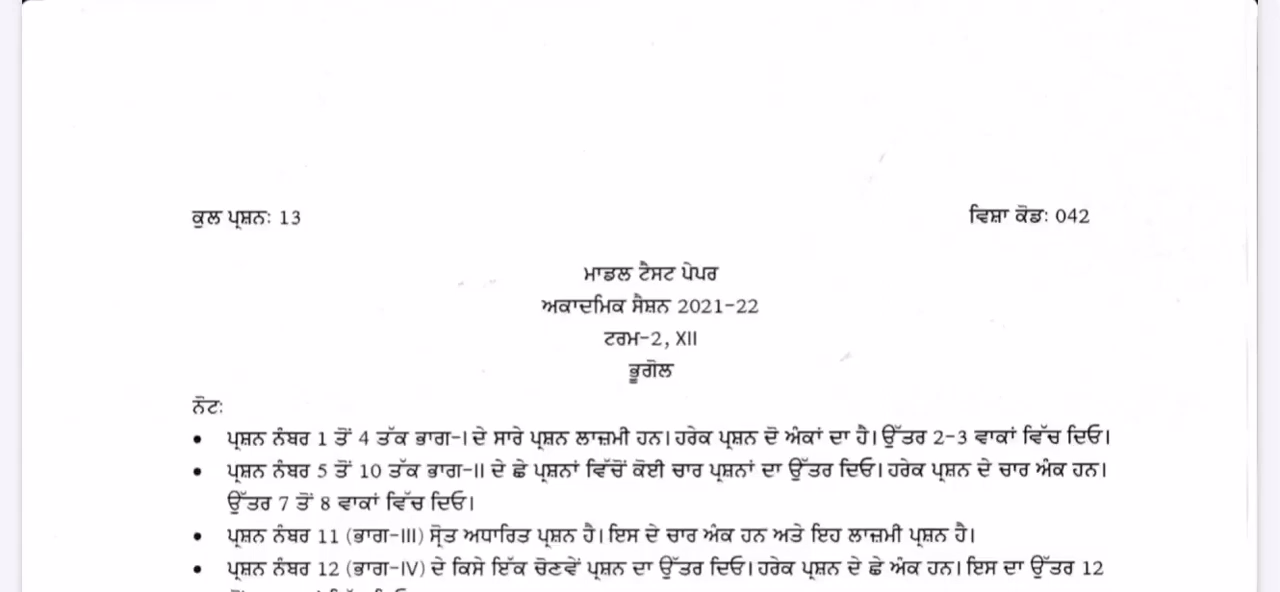 ਕੁਲ ਪ੍ਰਸ਼ਨ: 13
ਵਿਸ਼ਾ ਕੋਡ: 042
ਮਾਡਲ ਟੈਸਟ ਪੇਪਰ
ਅਕਾਦਮਿਕ ਸੈਸ਼ਨ 2021-22
ਟਰਮ-2, XII
ਭੂਗੋਲ
ਨੋਟ:
• ਪ੍ਰਸ਼ਨ ਨੰਬਰ 1 ਤੋਂ 4 ਤੱਕ ਭਾਗ-I ਦੇ ਸਾਰੇ ਪ੍ਰਸ਼ਨ ਲਾਜ਼ਮੀ ਹਨ। ਹਰੇਕ ਪ੍ਰਸ਼ਨ ਦੋ ਅੰਕਾਂ ਦਾ ਹੈ। ਉੱਤਰ 2-3 ਵਾਕਾਂ ਵਿੱਚ ਦਿਓ।
• ਪ੍ਰਸ਼ਨ ਨੰਬਰ 5 ਤੋਂ 10 ਤੱਕ ਭਾਗ-II ਦੇ ਛੇ ਪ੍ਰਸ਼ਨਾਂ ਵਿੱਚੋਂ ਕੋਈ ਚਾਰ ਪ੍ਰਸ਼ਨਾਂ ਦਾ ਉੱਤਰ ਦਿਓ। ਹਰੇਕ ਪ੍ਰਸ਼ਨ ਦੇ ਚਾਰ ਅੰਕ ਹਨ।
ਉੱਤਰ 7 ਤੋਂ 8 ਵਾਕਾਂ ਵਿੱਚ ਦਿਓ।
• ਪ੍ਰਸ਼ਨ ਨੰਬਰ 11 (ਭਾਗ-III) ਸ੍ਰੋਤ ਅਧਾਰਿਤ ਪ੍ਰਸ਼ਨ ਹੈ। ਇਸ ਦੇ ਚਾਰ ਅੰਕ ਹਨ ਅਤੇ ਇਹ ਲਾਜ਼ਮੀ ਪ੍ਰਸ਼ਨ ਹੈ।
• ਪ੍ਰਸ਼ਨ ਨੰਬਰ 12 (ਭਾਗ-IV) ਦੇ ਕਿਸੇ ਇੱਕ ਚੋਣਵੇਂ ਪ੍ਰਸ਼ਨ ਦਾ ਉੱਤਰ ਦਿਓ। ਹਰੇਕ ਪ੍ਰਸ਼ਨ ਦੇ ਛੇ ਅੰਕ ਹਨ। ਇਸ ਦਾ ਉੱਤਰ 12